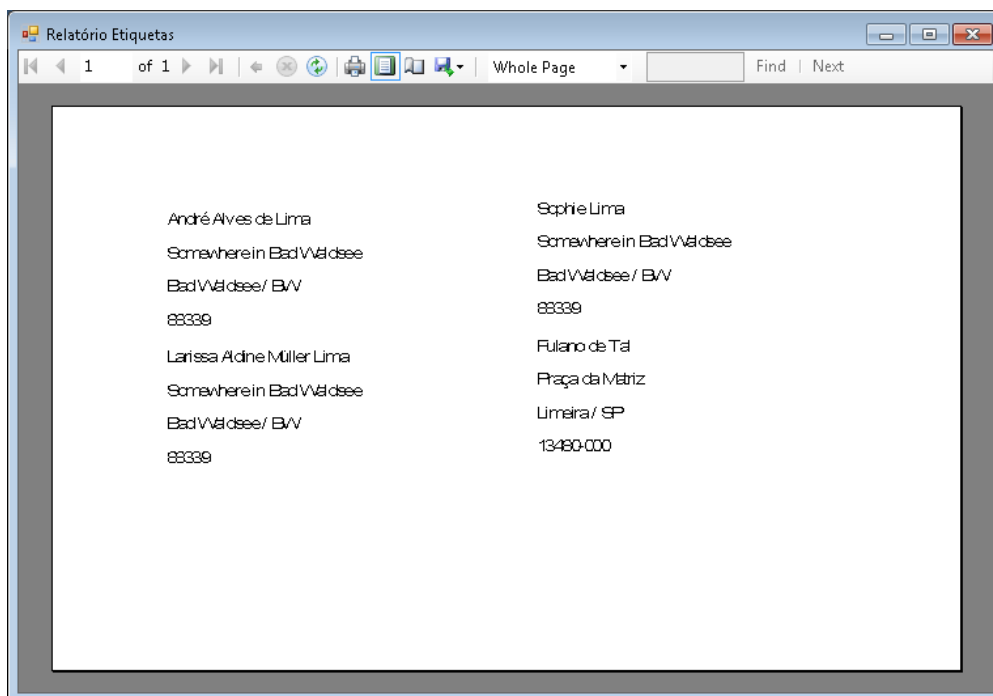 Relatório Etiquetas
1 of 1 Whole Page Find | Next
André Alves de Lima
Somewhere in Bad Waldsee
Bad Waldsee / BW
88339
Larissa Aldine Müller Lima
Somewhere in Bad Waldsee
Bad Waldsee / BW
88339
Sophie Lima
Somewhere in Bad Waldsee
Bad Waldsee / BW
88339
Fulano de Tal
Praça da Matriz
Limeira / SP
13480-000